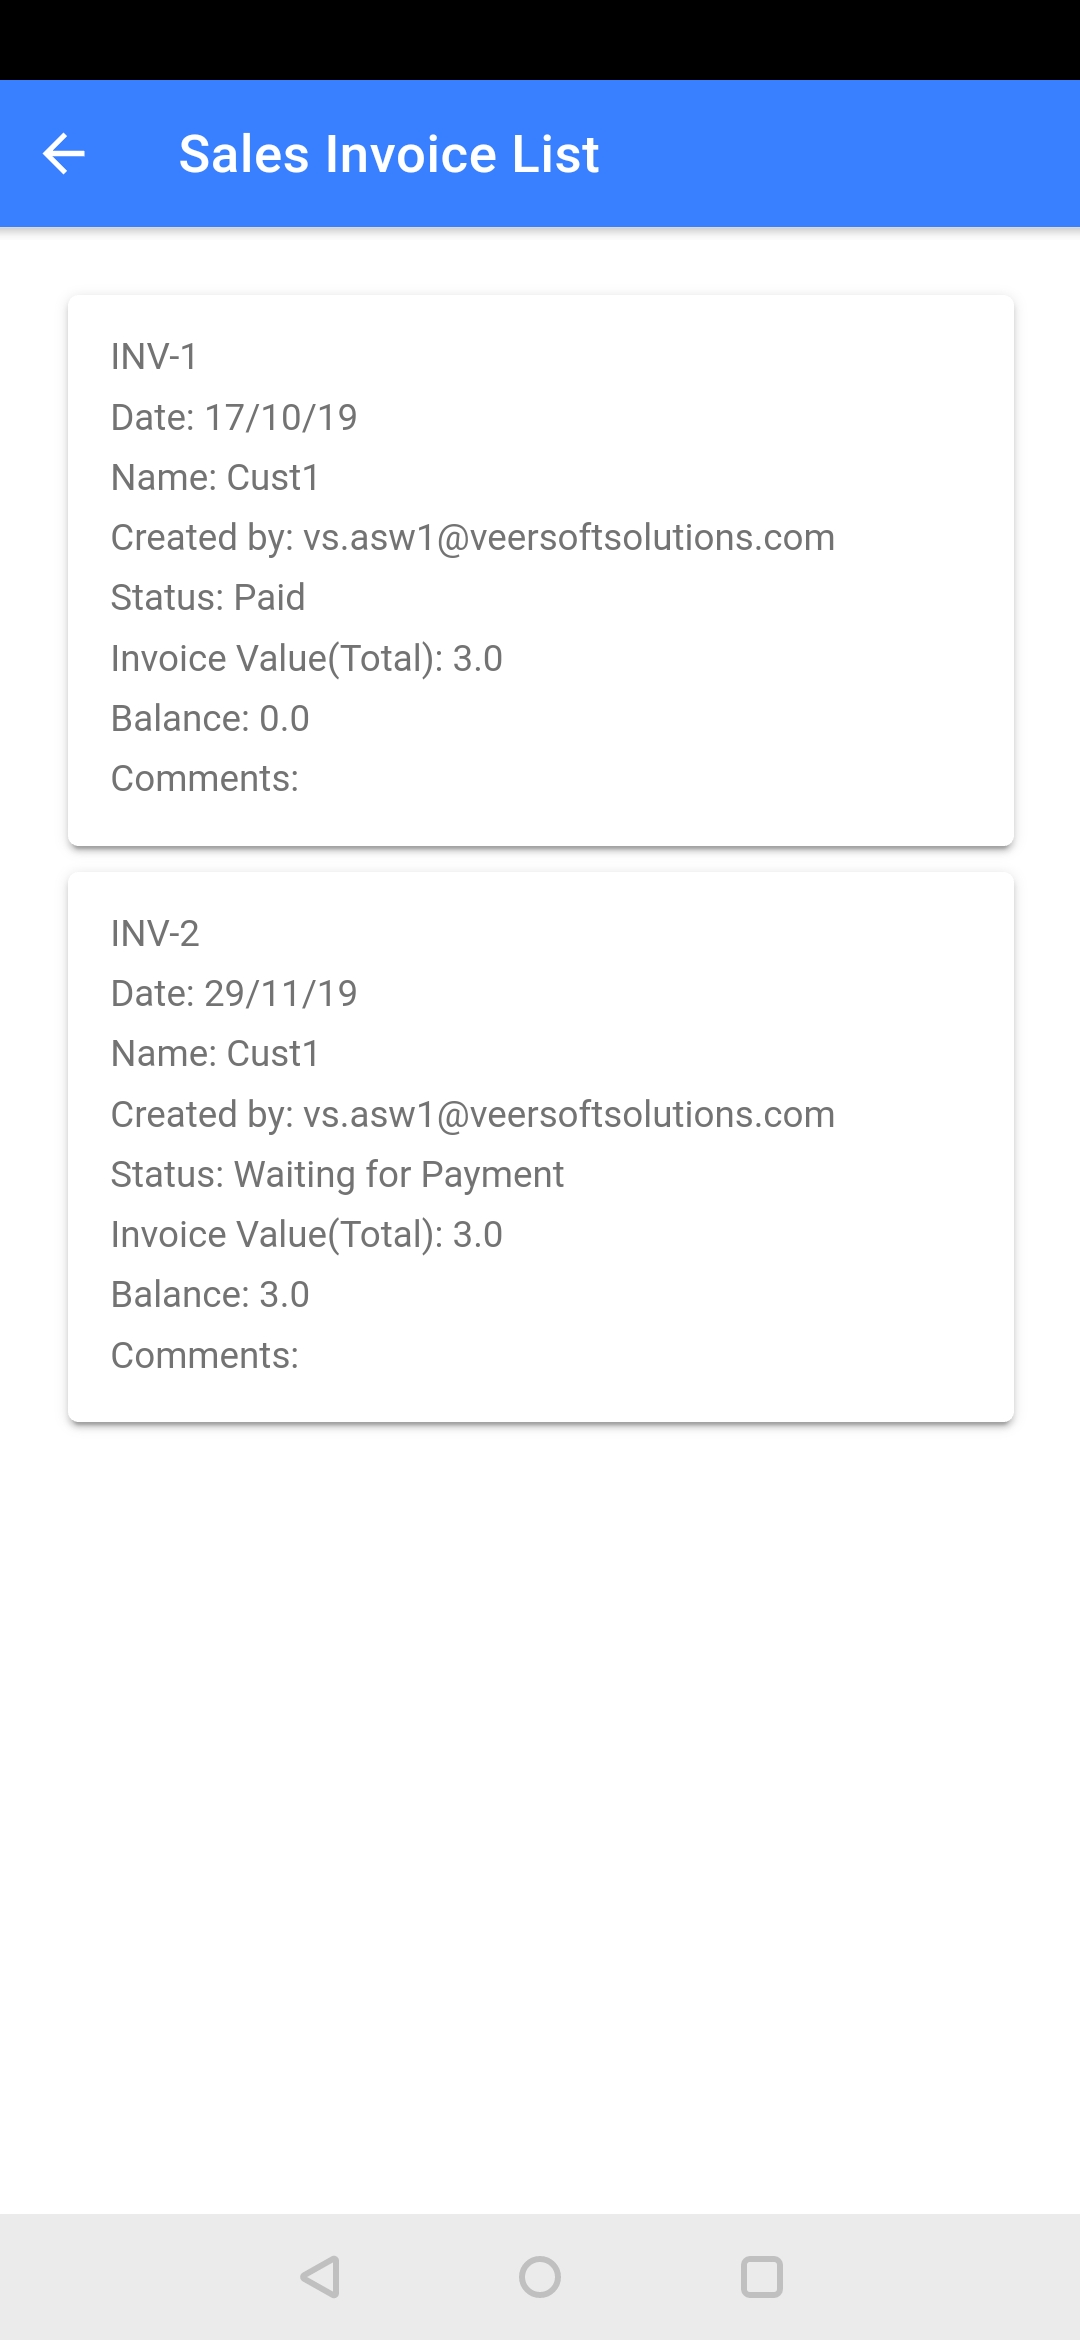 Sales Invoice List
INV-1
Date: 17/10/19
Name: Cust1
Created by: vs.asw1@veersoftsolutions.com
Status: Paid
Invoice Value(Total): 3.0
Balance: 0.0
Comments:
INV-2
Date: 29/11/19
Name: Cust1
Created by: vs.asw1@veersoftsolutions.com
Status: Waiting for Payment
Invoice Value(Total): 3.0
Balance: 3.0
Comments: